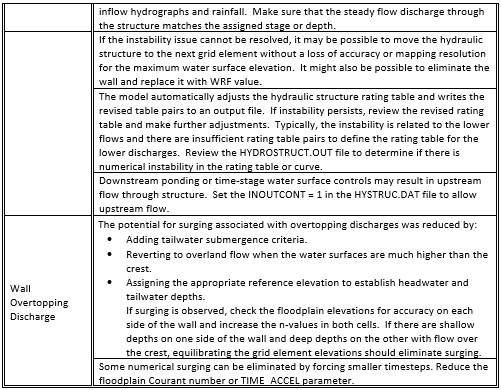 inflow hydrographs and rainfall.  Make sure that the steady flow discharge through
the structure matches the assigned stage or depth.
If the instability issue cannot be resolved, it may be possible to move the hydraulic
structure to the next grid element without a loss of accuracy or mapping resolution
for the maximum water surface elevation.  It might also be possible to eliminate the
wall and replace it with WRF value.
The model automatically adjusts the hydraulic structure rating table and writes the
revised table pairs to an output file.  If instability persists, review the revised rating
table and make further adjustments.  Typically, the instability is related to the lower
flows and there are insufficient rating table pairs to define the rating table for the
lower discharges.  Review the HYDROSTRUCT.OUT file to determine if there is
numerical instability in the rating table or curve.
Downstream ponding or time-stage water surface controls may result in upstream
flow through structure.  Set the INOUTCONT = 1 in the HYSTRUC.DAT file to allow
upstream flow.
Wall
Overtopping
Discharge
The potential for surging associated with overtopping discharges was reduced by:
• Adding tailwater submergence criteria.
• Reverting to overland flow when the water surfaces are much higher than the
crest.
• Assigning the appropriate reference elevation to establish headwater and
tailwater depths.
If surging is observed, check the floodplain elevations for accuracy on each
side of the wall and increase the n-values in both cells.  If there are shallow
depths on one side of the wall and deep depths on the other with flow over
the crest, equilibrating the grid element elevations should eliminate surging.
Some numerical surging can be eliminated by forcing smaller timesteps. Reduce the
floodplain Courant number or TIME_ACCEL parameter.